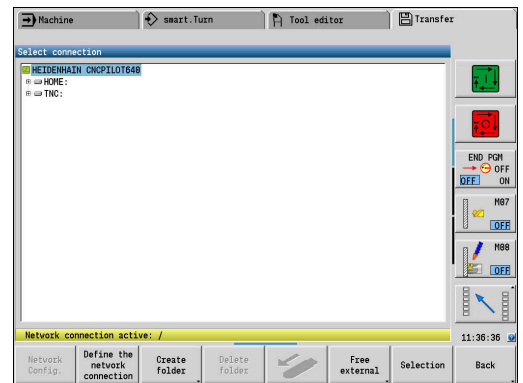 Machine
smart.Turn
Tool editor
Transfer
Select connection
HEIDENHAIN CNCPILOT640
HOME:
TNC:
I
O
END PGM
OFF
OFF ON
M07
OFF
M08
OFF
Network connection active: /
11:36:36
Network Config.
Define the network connection
Create folder
Delete folder
Free external
Selection
Back